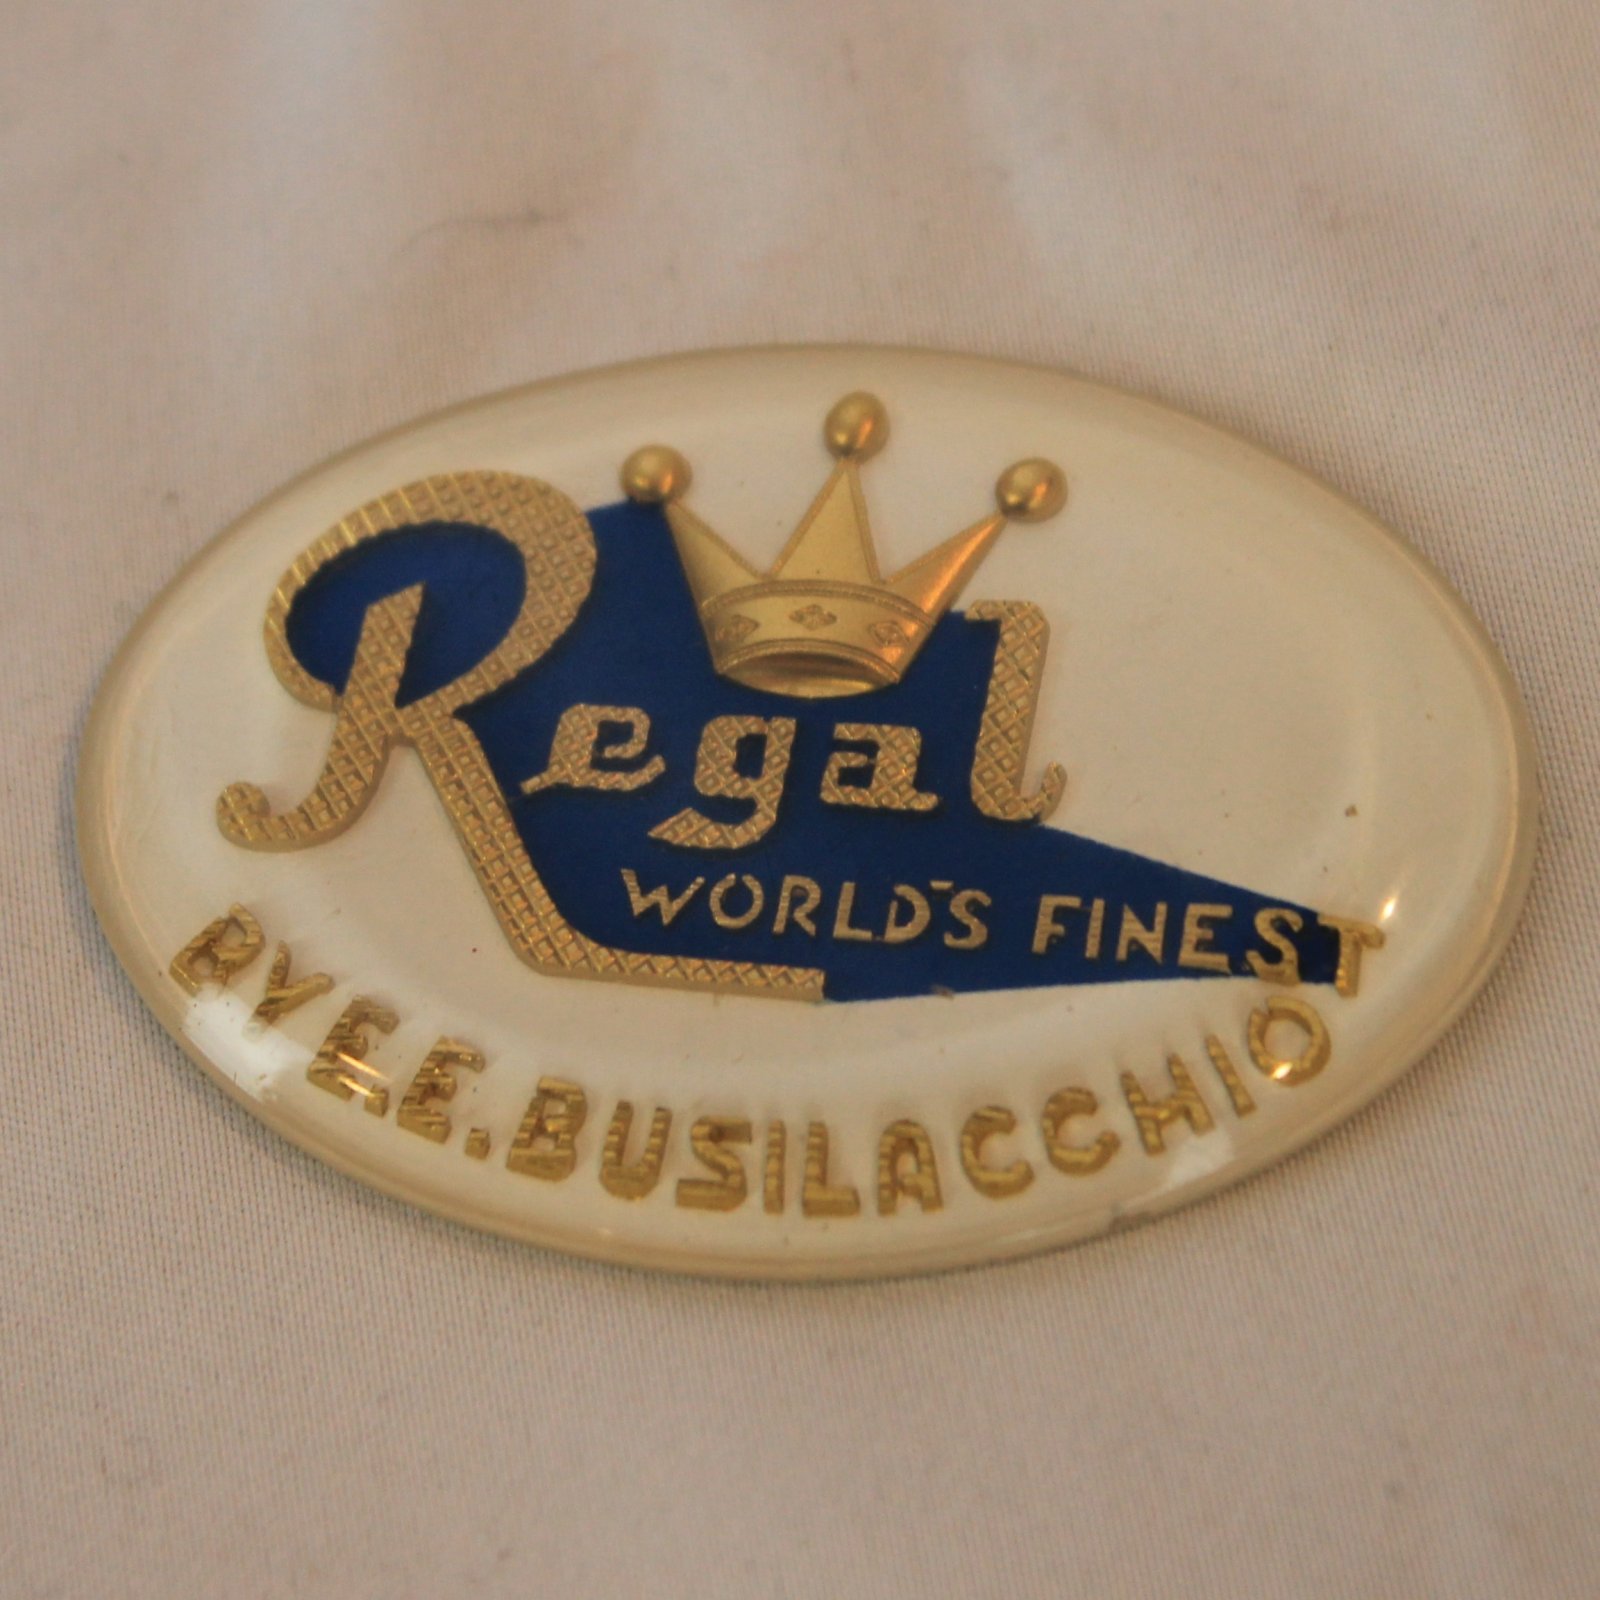 Regal
WORLD'S FINEST
BY E.E. BUSILACCHIO